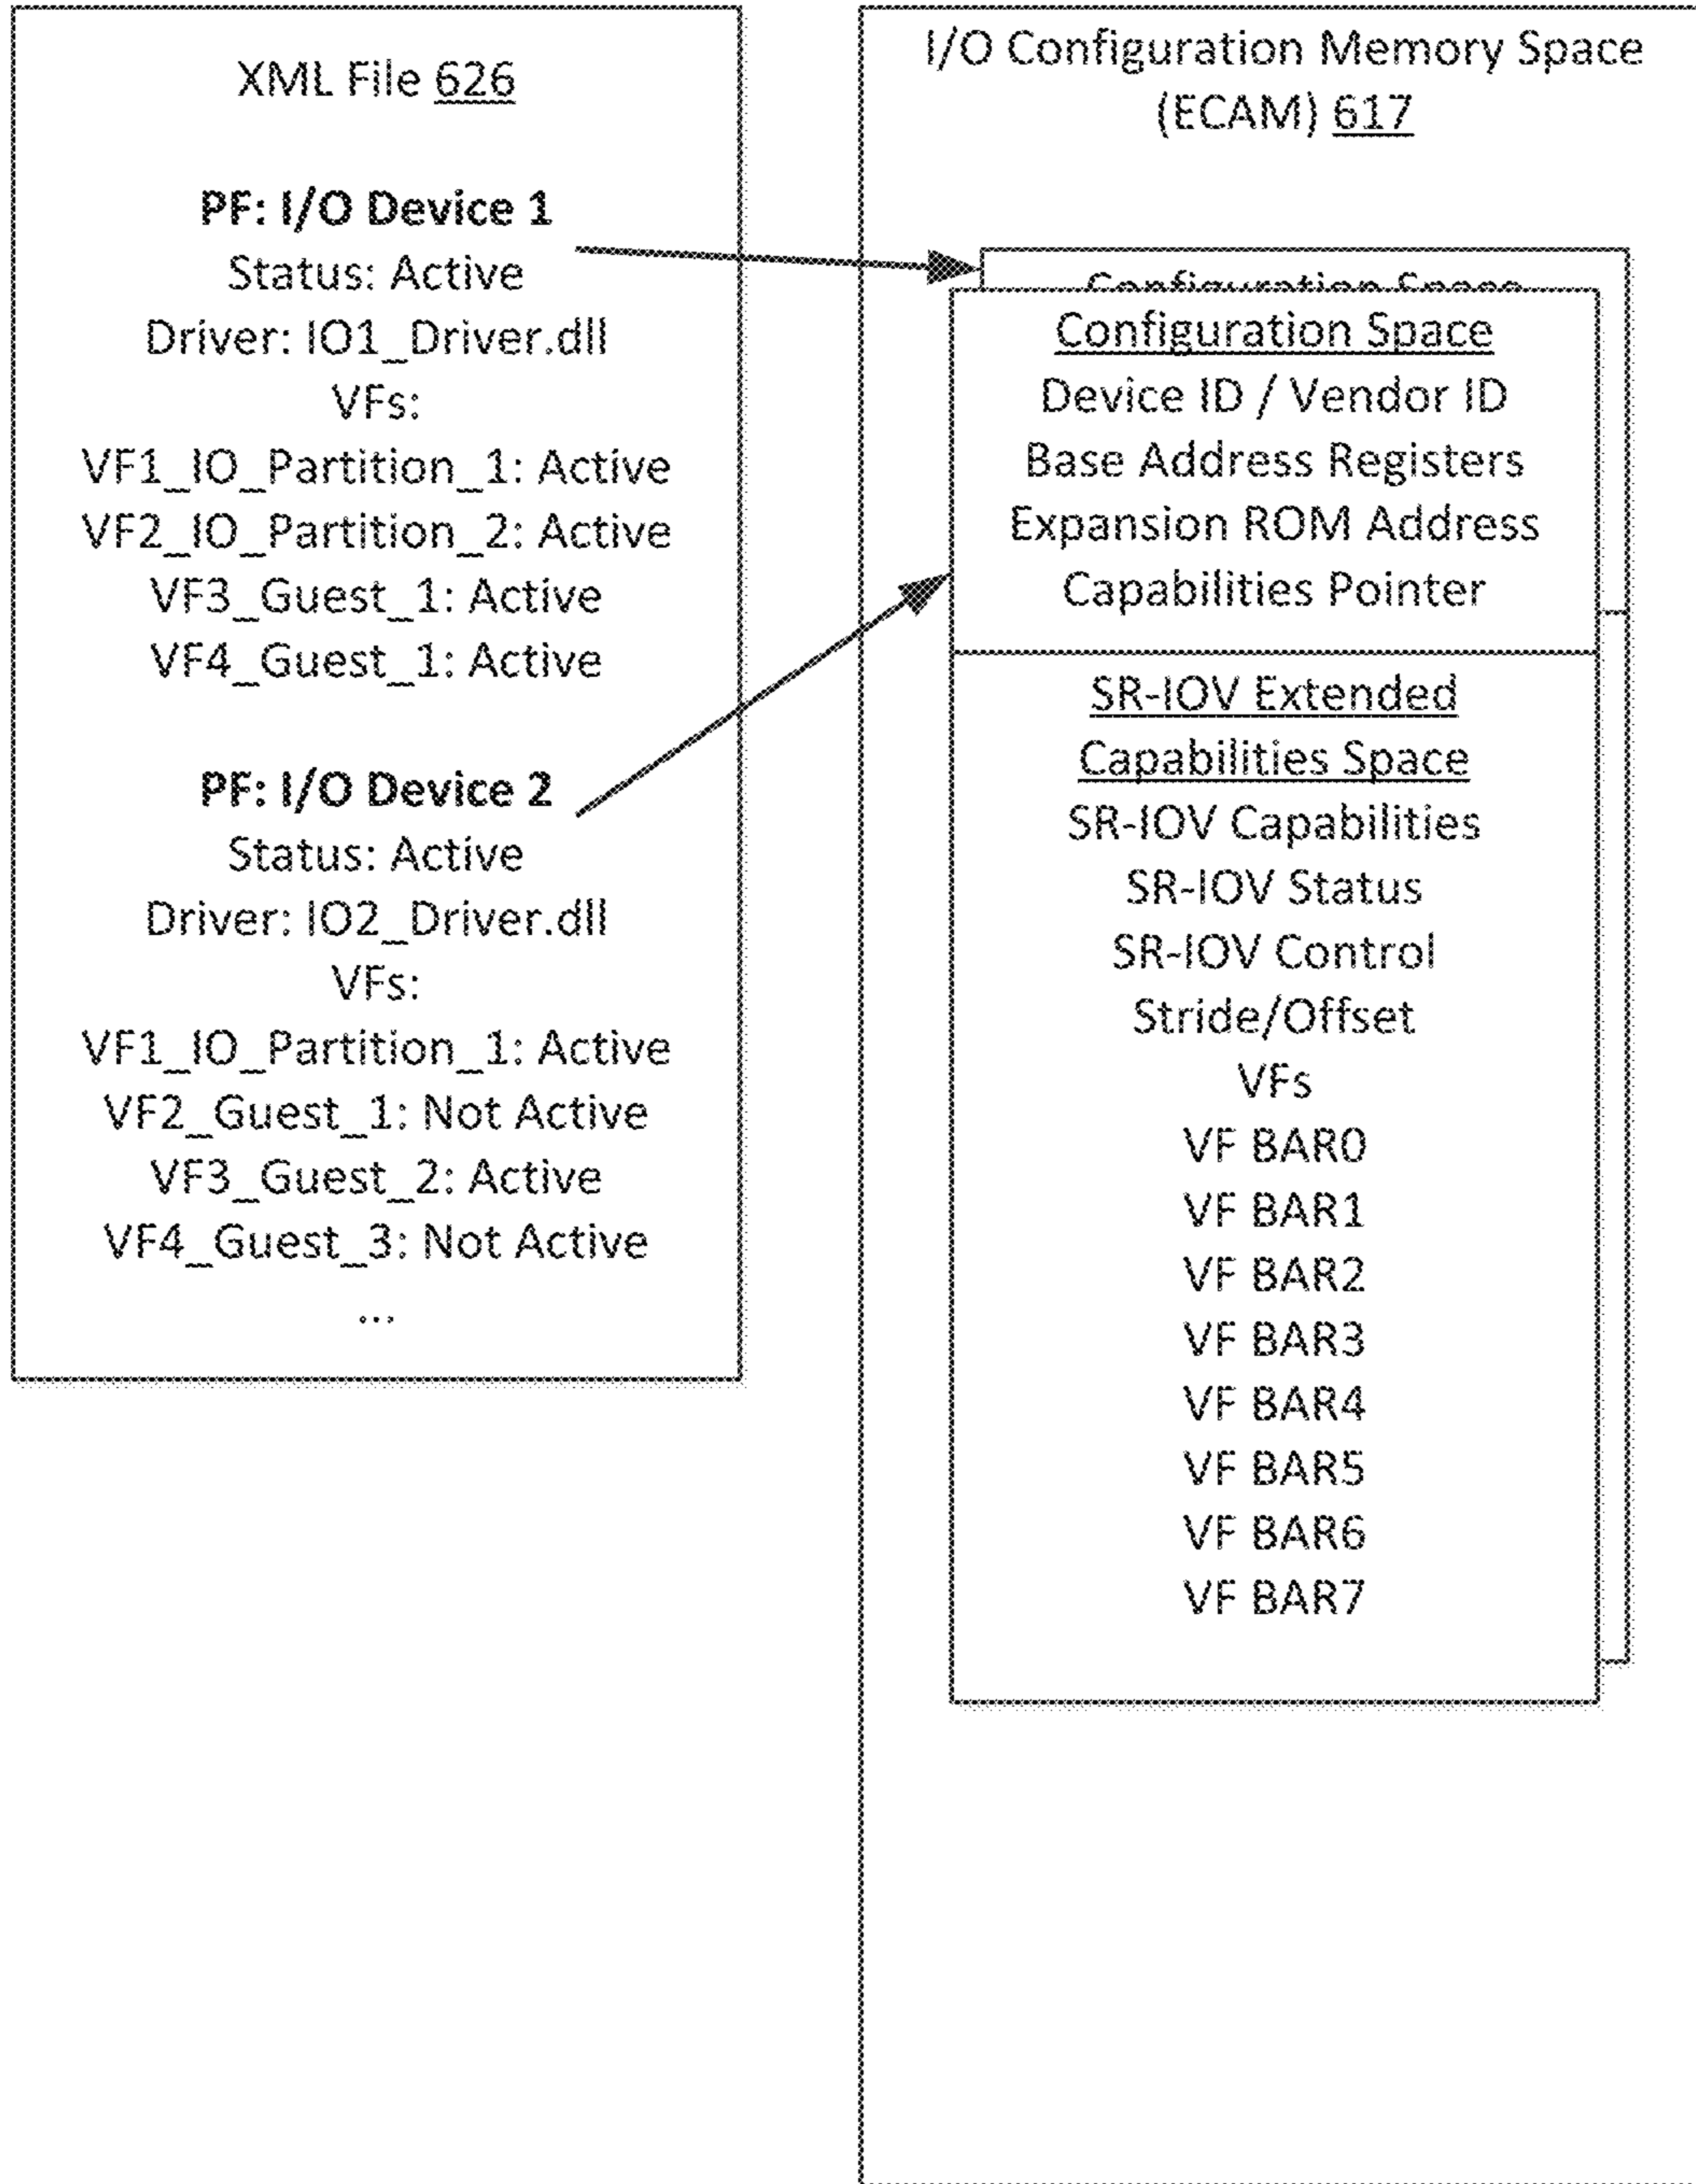 XML File 626
PF: I/O Device 1
Status: Active
Driver: IO1_Driver.dll
VFs:
VF1_IO_Partition_1: Active
VF2_IO_Partition_2: Active
VF3_Guest_1: Active
VF4_Guest_1: Active
PF: I/O Device 2
Status: Active
Driver: IO2_Driver.dll
VFs:
VF1_IO_Partition_1: Active
VF2_Guest_1: Not Active
VF3_Guest_2: Active
VF4_Guest_3: Not Active
...
I/O Configuration Memory Space
(ECAM) 617
Configuration Space
Configuration Space
Device ID / Vendor ID
Base Address Registers
Expansion ROM Address
Capabilities Pointer
SR-IOV Extended
Capabilities Space
SR-IOV Capabilities
SR-IOV Status
SR-IOV Control
Stride/Offset
VFs
VF BAR0
VF BAR1
VF BAR2
VF BAR3
VF BAR4
VF BAR5
VF BAR6
VF BAR7